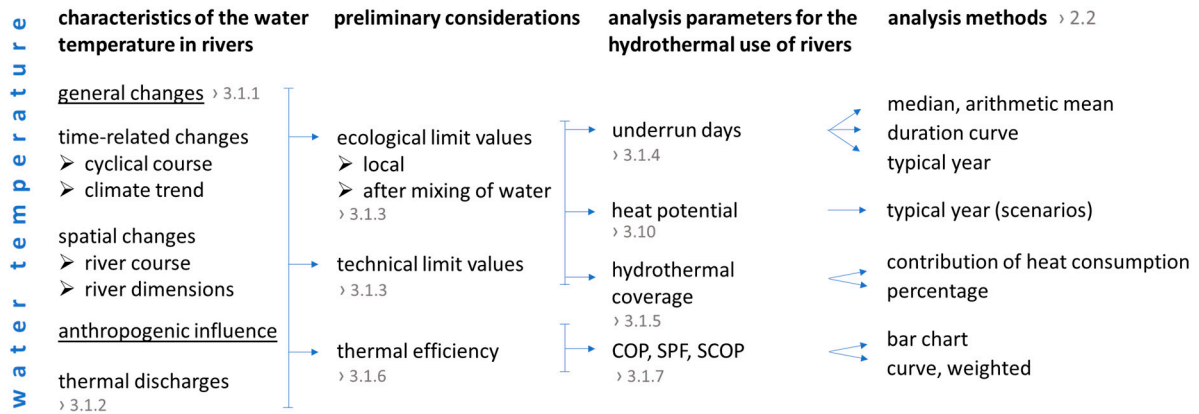 water temperature
characteristics of the water
temperature in rivers
general changes › 3.1.1
time-related changes
➢ cyclical course
➢ climate trend
spatial changes
➢ river course
➢ river dimensions
anthropogenic influence
thermal discharges
› 3.1.2
preliminary considerations
ecological limit values
➢ local
➢ after mixing of water
› 3.1.3
technical limit values
› 3.1.3
thermal efficiency
› 3.1.6
analysis parameters for the
hydrothermal use of rivers
underrun days
› 3.1.4
heat potential
› 3.10
hydrothermal
coverage
› 3.1.5
COP, SPF, SCOP
› 3.1.7
analysis methods › 2.2
median, arithmetic mean
duration curve
typical year
typical year (scenarios)
contribution of heat consumption
percentage
bar chart
curve, weighted